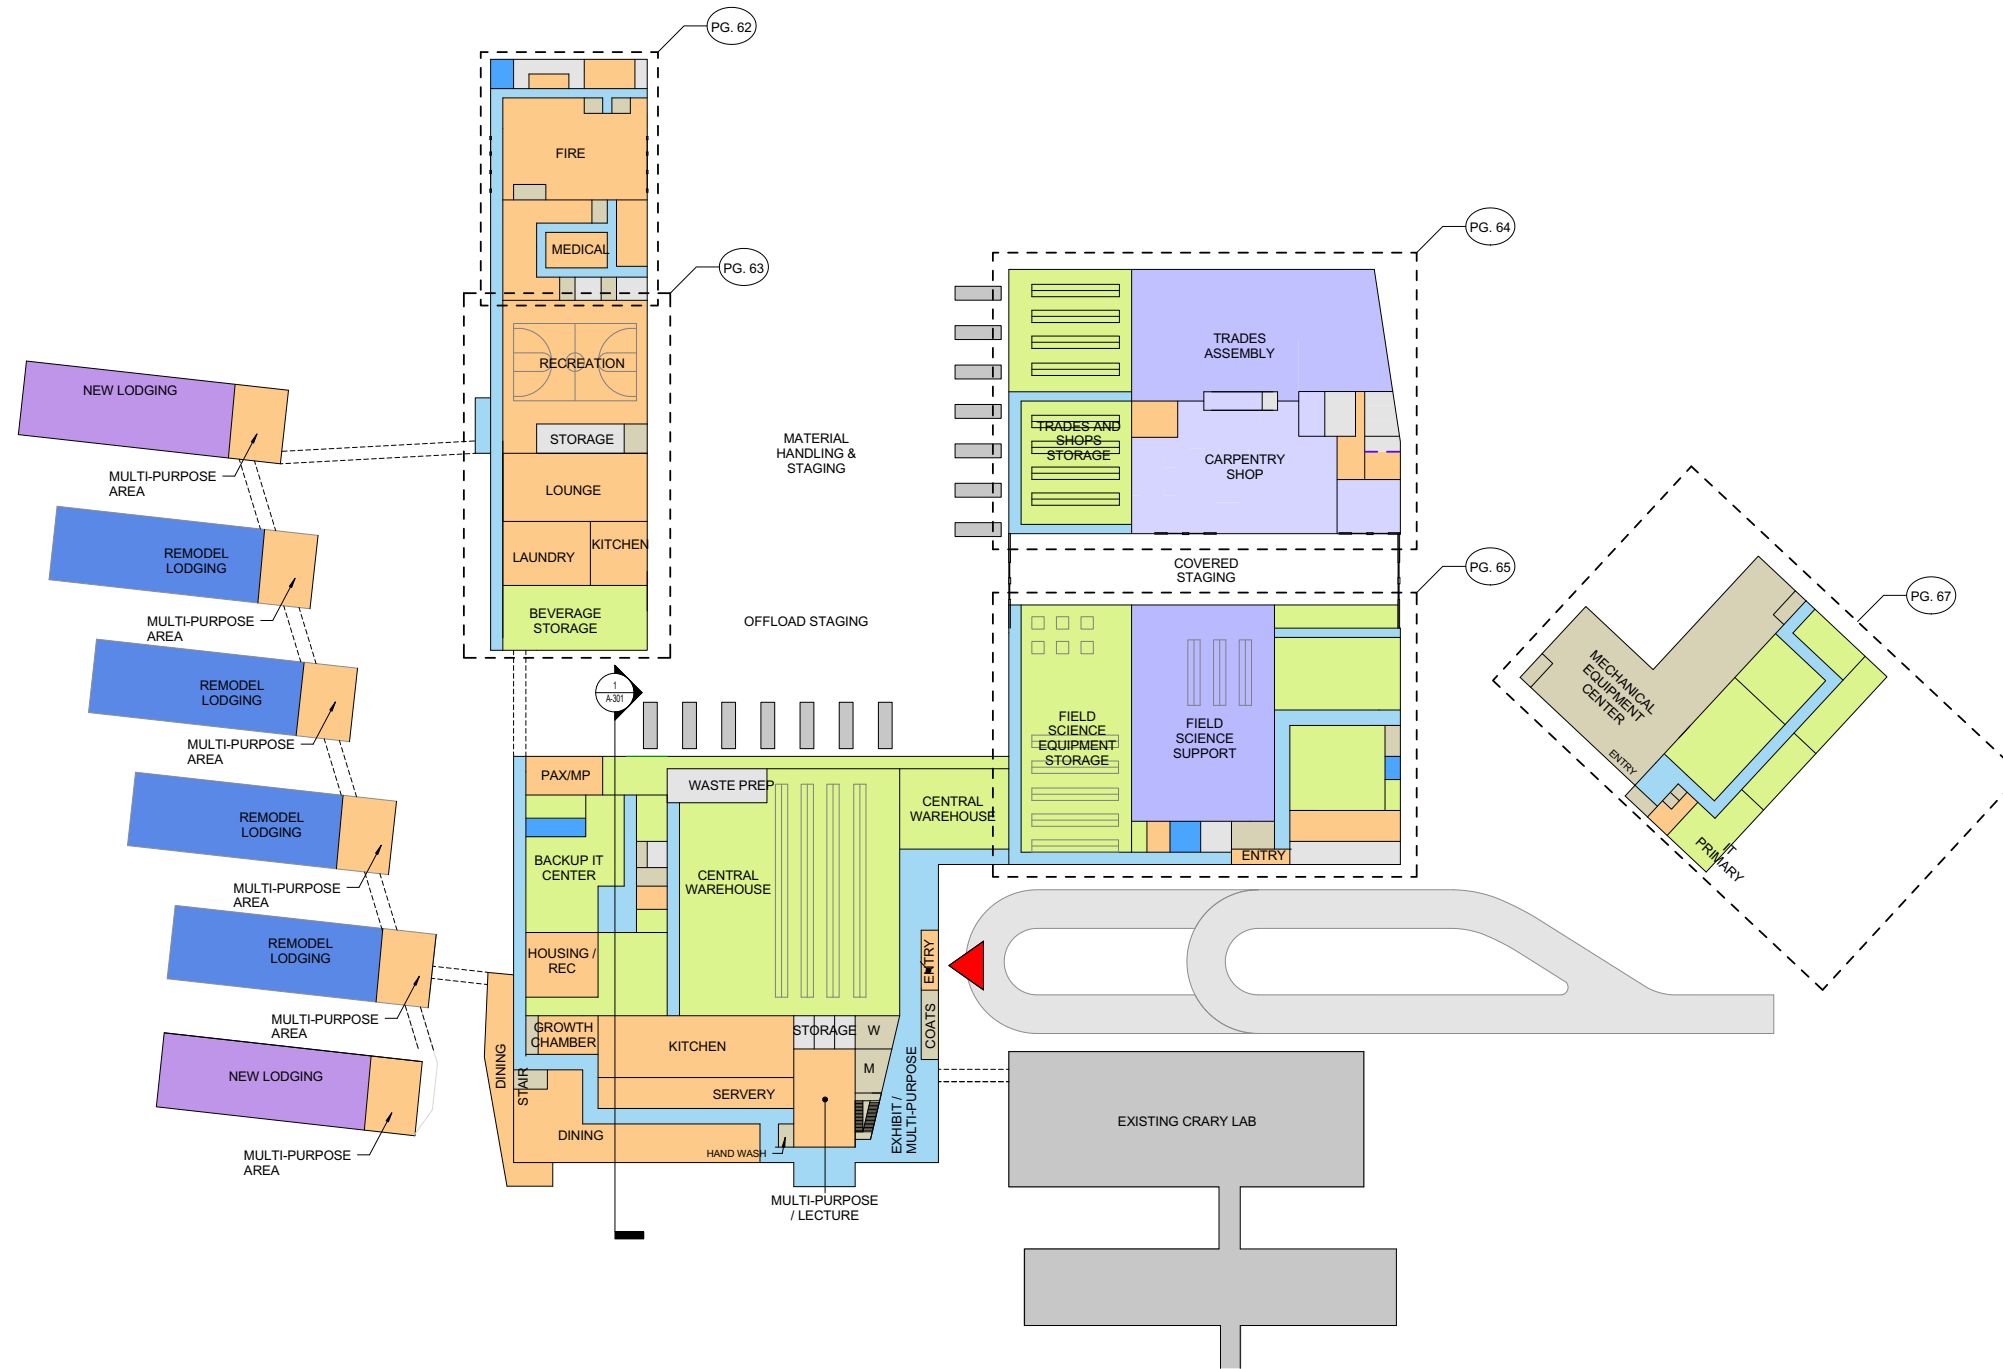 PG. 62
FIRE
MEDICAL
PG. 63
RECREATION
STORAGE
LOUNGE
LAUNDRY
KITCHEN
BEVERAGE
STORAGE
NEW LODGING
MULTI-PURPOSE
AREA
REMODEL
LODGING
MULTI-PURPOSE
AREA
REMODEL
LODGING
MULTI-PURPOSE
AREA
REMODEL
LODGING
MULTI-PURPOSE
AREA
REMODEL
LODGING
MULTI-PURPOSE
AREA
NEW LODGING
MULTI-PURPOSE
AREA
MATERIAL
HANDLING &
STAGING
OFFLOAD STAGING
1
A-301
PG. 64
TRADES
ASSEMBLY
TRADES AND
SHOPS
STORAGE
CARPENTRY
SHOP
COVERED
STAGING
PG. 65
FIELD
SCIENCE
EQUIPMENT
STORAGE
FIELD
SCIENCE
SUPPORT
ENTRY
PG. 67
MECHANICAL
EQUIPMENT
CENTER
ENTRY
IT
PRIMARY
PAX/MP
WASTE PREP
CENTRAL
WAREHOUSE
BACKUP IT
CENTER
CENTRAL
WAREHOUSE
HOUSING /
REC
ENTRY
COATS
GROWTH
CHAMBER
KITCHEN
STORAGE
W
M
SERVERY
DINING
STAIR
DINING
HAND WASH
EXHIBIT /
MULTI-PURPOSE
MULTI-PURPOSE
/ LECTURE
EXISTING CRARY LAB